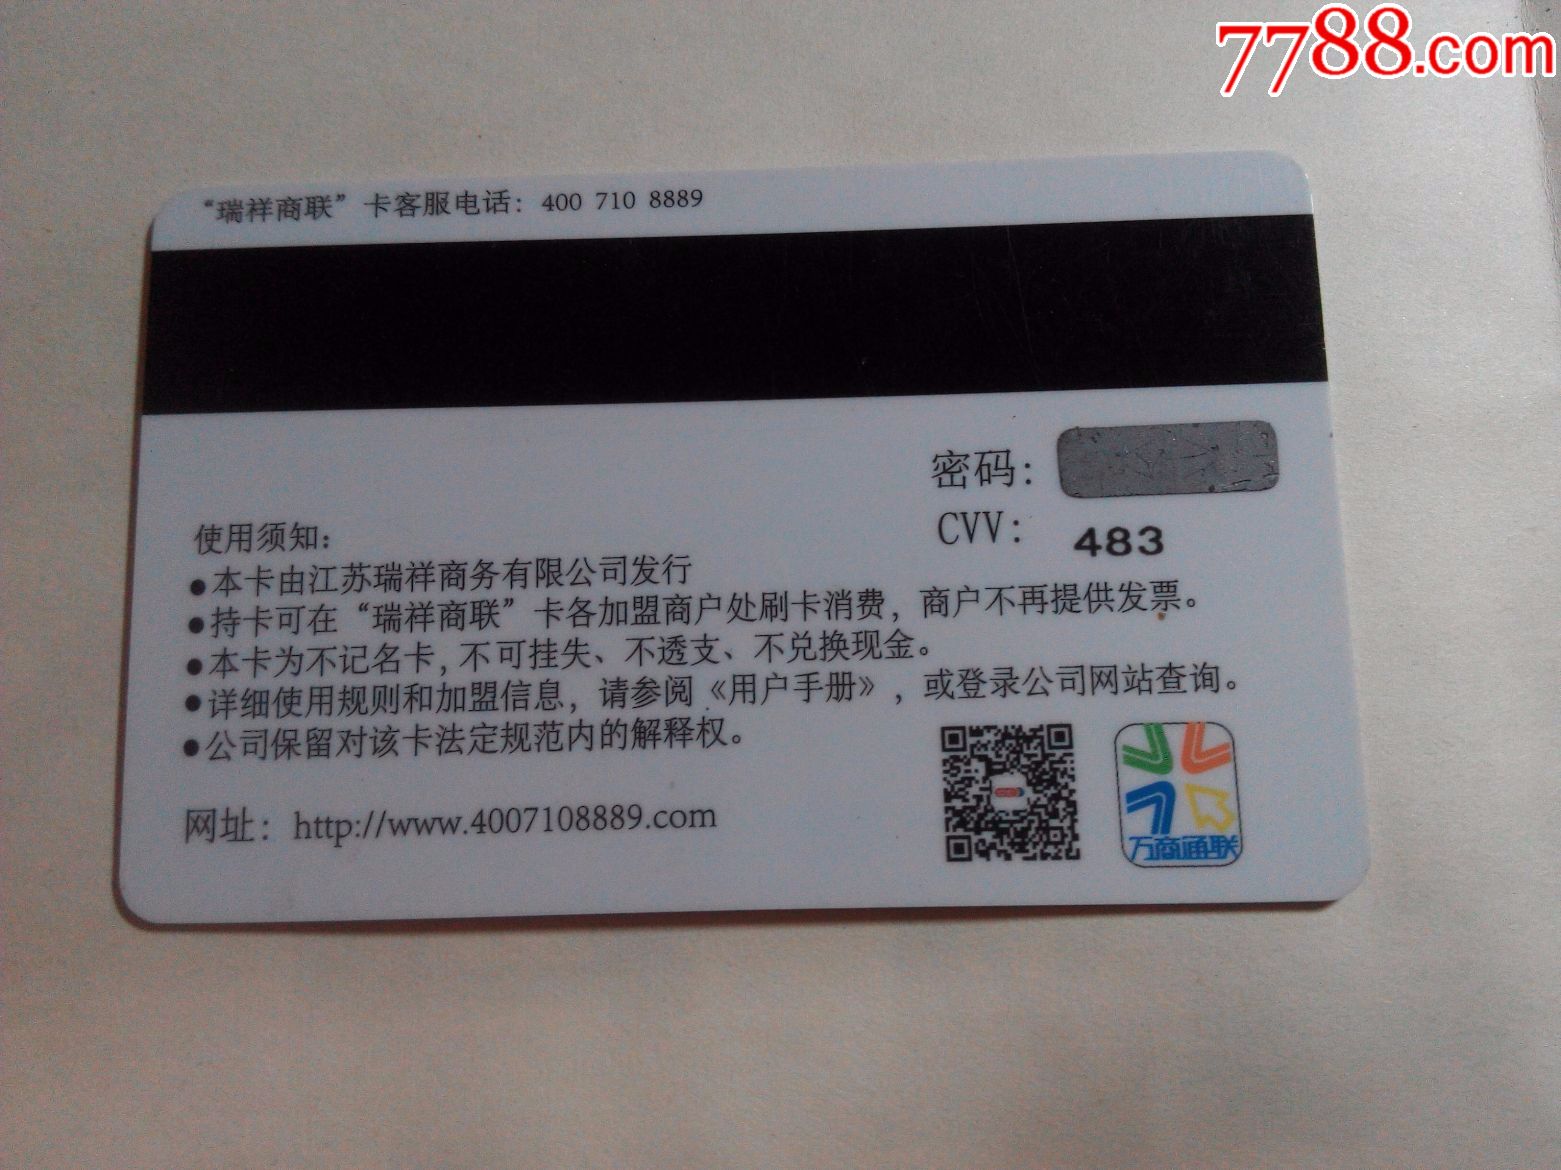 7788.com
“瑞祥商联”卡客服电话：400 710 8889
密码：
CVV： 483
使用须知：
●本卡由江苏瑞祥商务有限公司发行
●持卡可在“瑞祥商联”卡各加盟商户处刷卡消费，商户不再提供发票。
●本卡为不记名卡，不可挂失、不透支、不兑换现金。
●详细使用规则和加盟信息，请参阅《用户手册》，或登录公司网站查询。
●公司保留对该卡法定规范内的解释权。
网址：http://www.4007108889.com
万商通联